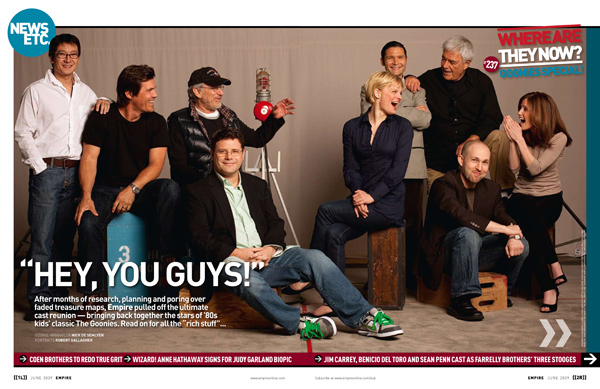 NEWS
ETC.
WHERE ARE
THEY NOW?
#237
GOONIES SPECIAL!
3
“HEY, YOU GUYS!”
After months of research, planning and poring over
faded treasure maps, Empire pulled off the ultimate
cast reunion — bringing back together the stars of ’80s
kids’ classic The Goonies. Read on for all the “rich stuff”...
WORDS NICK DE SEMLYEN
PORTRAITS ROBERT GALLAGHER
COEN BROTHERS TO REDO TRUE GRIT WIZARD! ANNE HATHAWAY SIGNS FOR JUDY GARLAND BIOPIC JIM CARREY, BENICIO DEL TORO AND SEAN PENN CAST AS FARRELLY BROTHERS’ THREE STOOGES
JUNE 2009 EMPIRE www.empireonline.com EMPIRE JUNE 2009